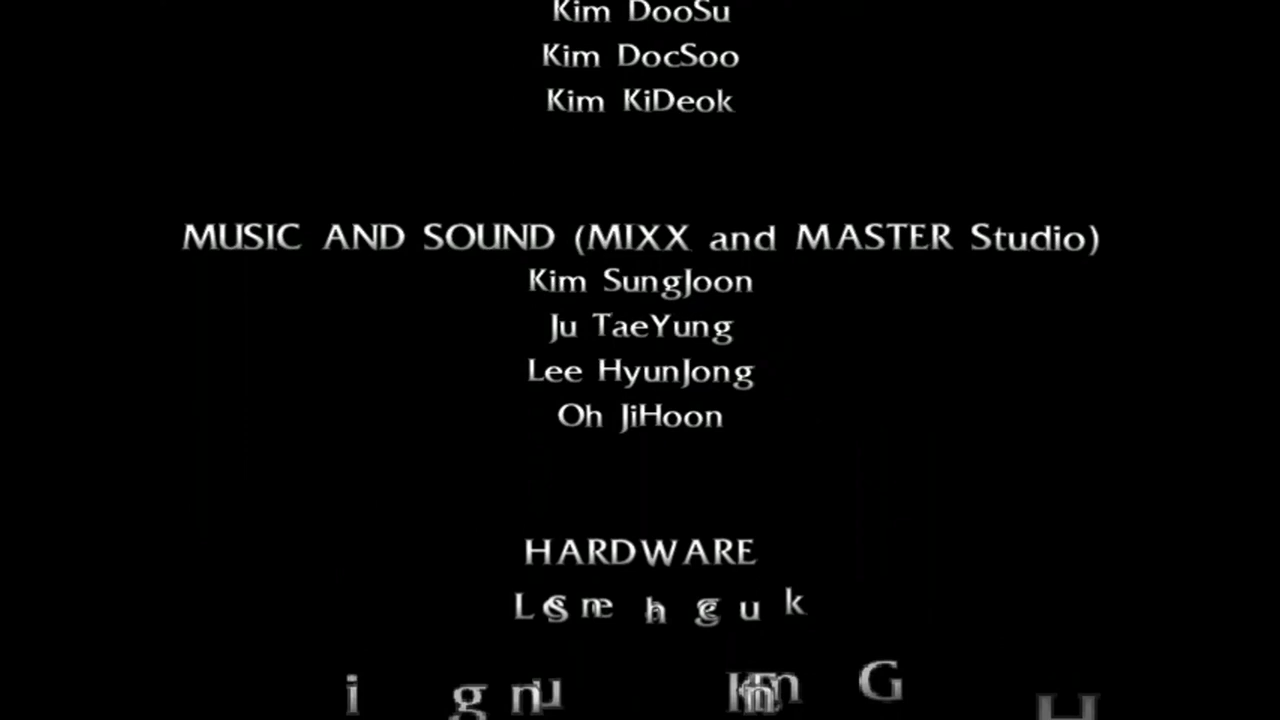 Kim DooSu
Kim DocSoo
Kim KiDeok
MUSIC AND SOUND (MIXX and MASTER Studio)
Kim SungJoon
Ju TaeYung
Lee HyunJong
Oh JiHoon
HARDWARE